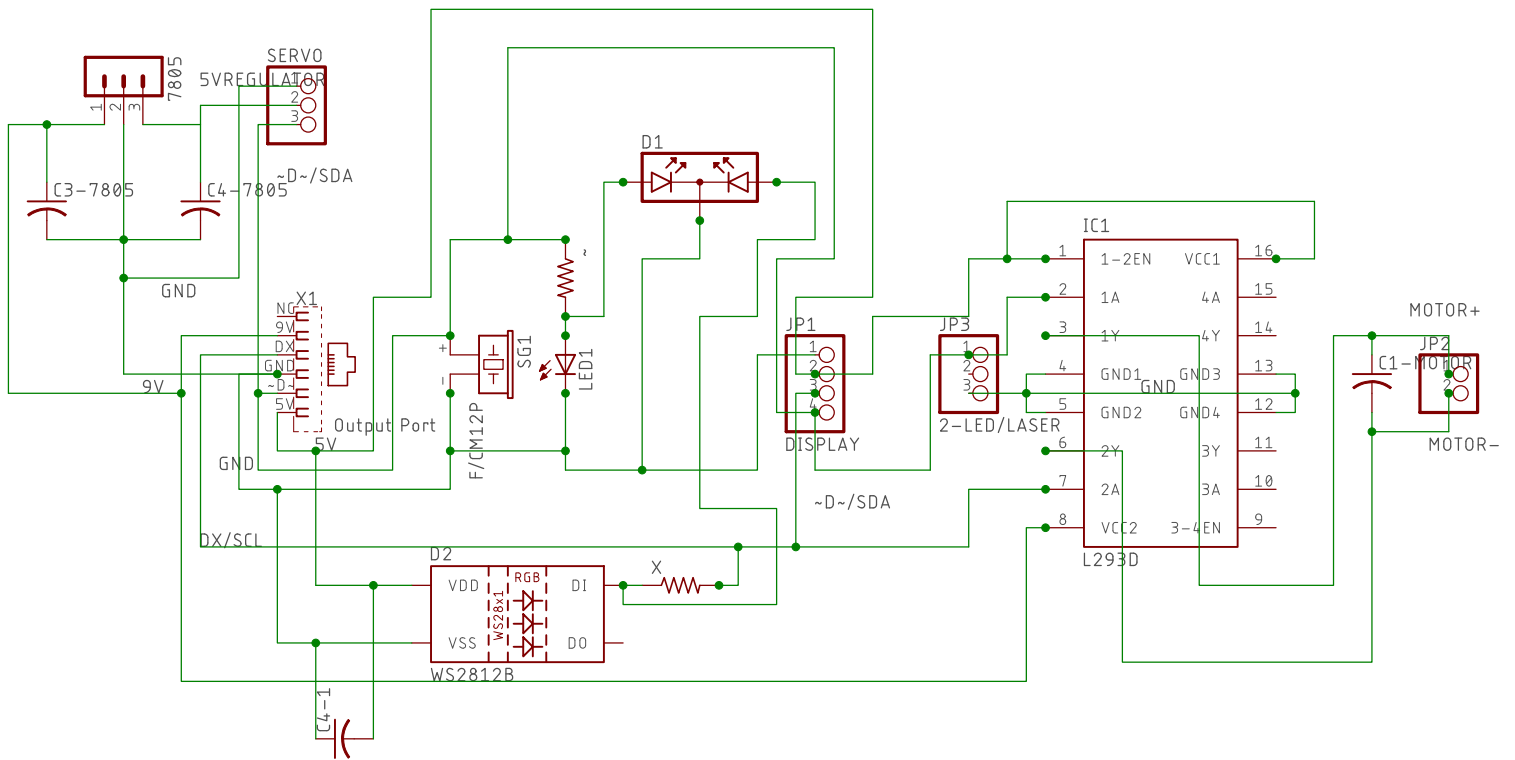 7805
1
2
3
SERVO
5VREGULATOR
1
2
3
~D~/SDA
C3-7805
C4-7805
GND
X1
NC
9V
DX
GND
~D~
5V
Output Port
9V
5V
GND
DX/SCL
+
-
SG1
F/CM12P
~
LED1
D1
JP1
1
2
3
4
DISPLAY
~D~/SDA
JP3
1
2
3
2-LED/LASER
IC1
1 1-2EN VCC1 16
2 1A 4A 15
3 1Y 4Y 14
4 GND1 GND3 13
GND
5 GND2 GND4 12
6 2Y 3Y 11
7 2A 3A 10
8 VCC2 3-4EN 9
L293D
MOTOR+
JP2
C1-MOTOR
2
MOTOR-
D2
VDD
VSS
WS28x1
RGB
DI
DO
WS2812B
X
C4-1